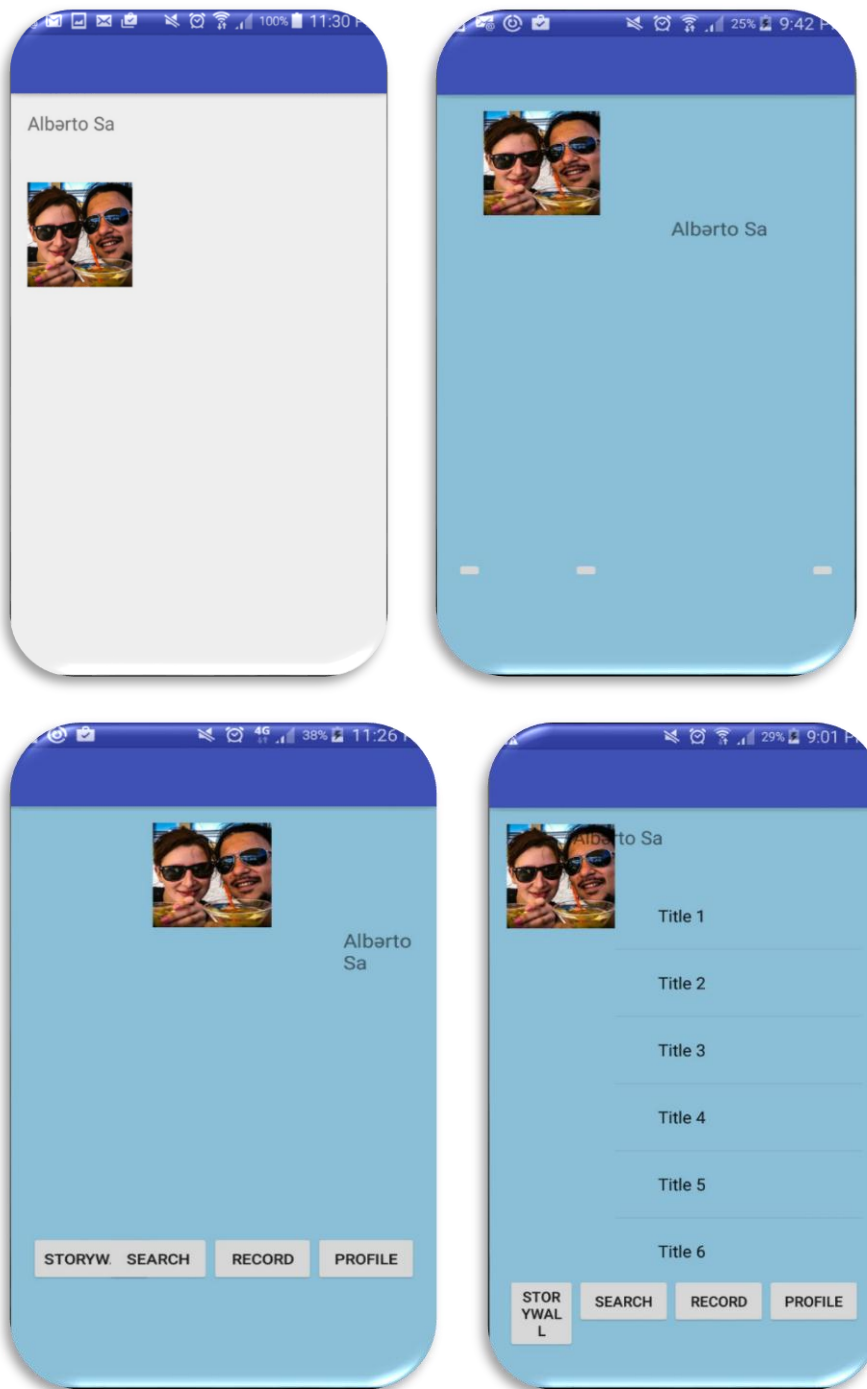 100% 11:30 P
Albərto Sa
25% 9:42 P
Albərto Sa
4G 38% 11:26
Albərto
Sa
STORYW. SEARCH RECORD PROFILE
29% 9:01 P
Albərto Sa
Title 1
Title 2
Title 3
Title 4
Title 5
Title 6
STOR
YWAL
L
SEARCH RECORD PROFILE